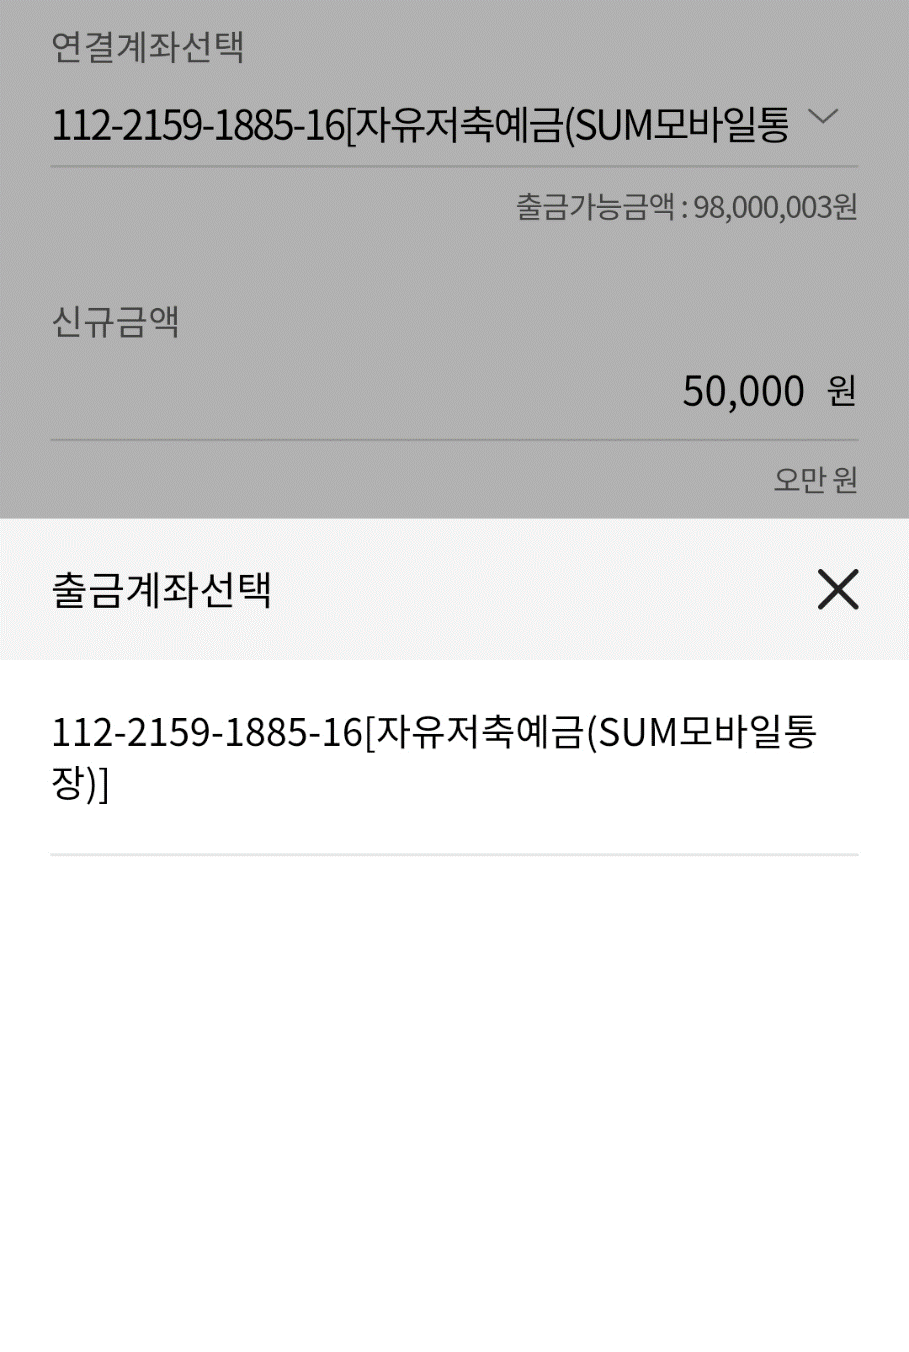 연결계좌선택
112-2159-1885-16[자유저축예금(SUM모바일통
출금가능금액 : 98,000,003원
신규금액
50,000 원
오만 원
출금계좌선택
112-2159-1885-16[자유저축예금(SUM모바일통
장)]